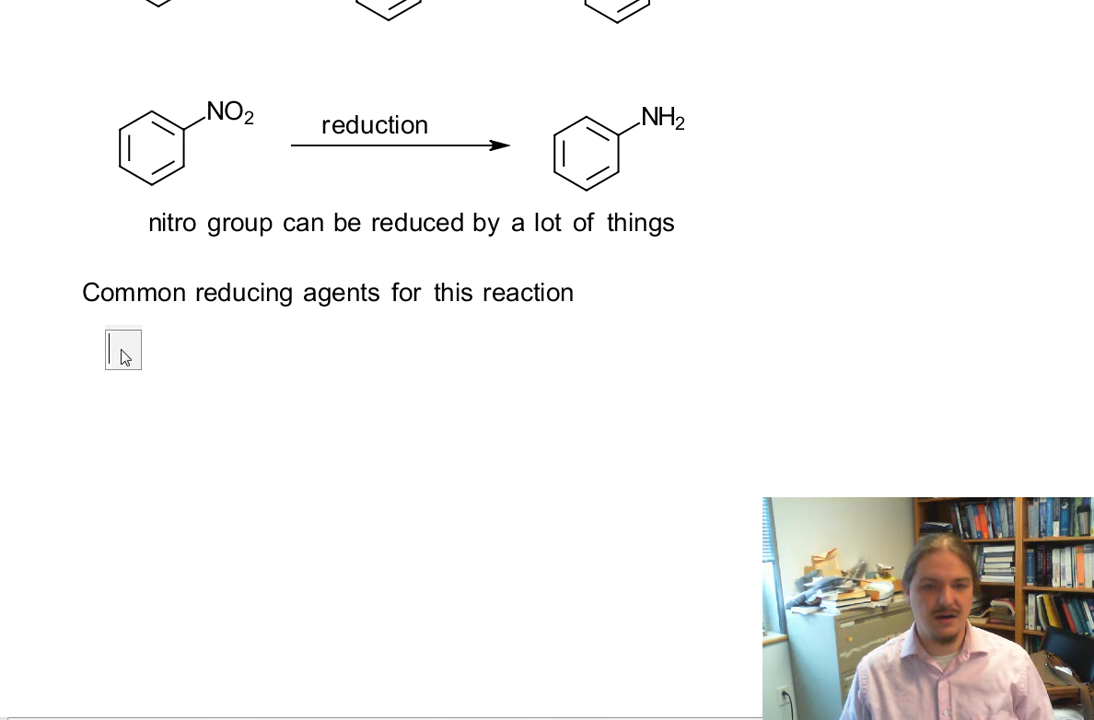 NO2
reduction
NH2
nitro group can be reduced by a lot of things
Common reducing agents for this reaction